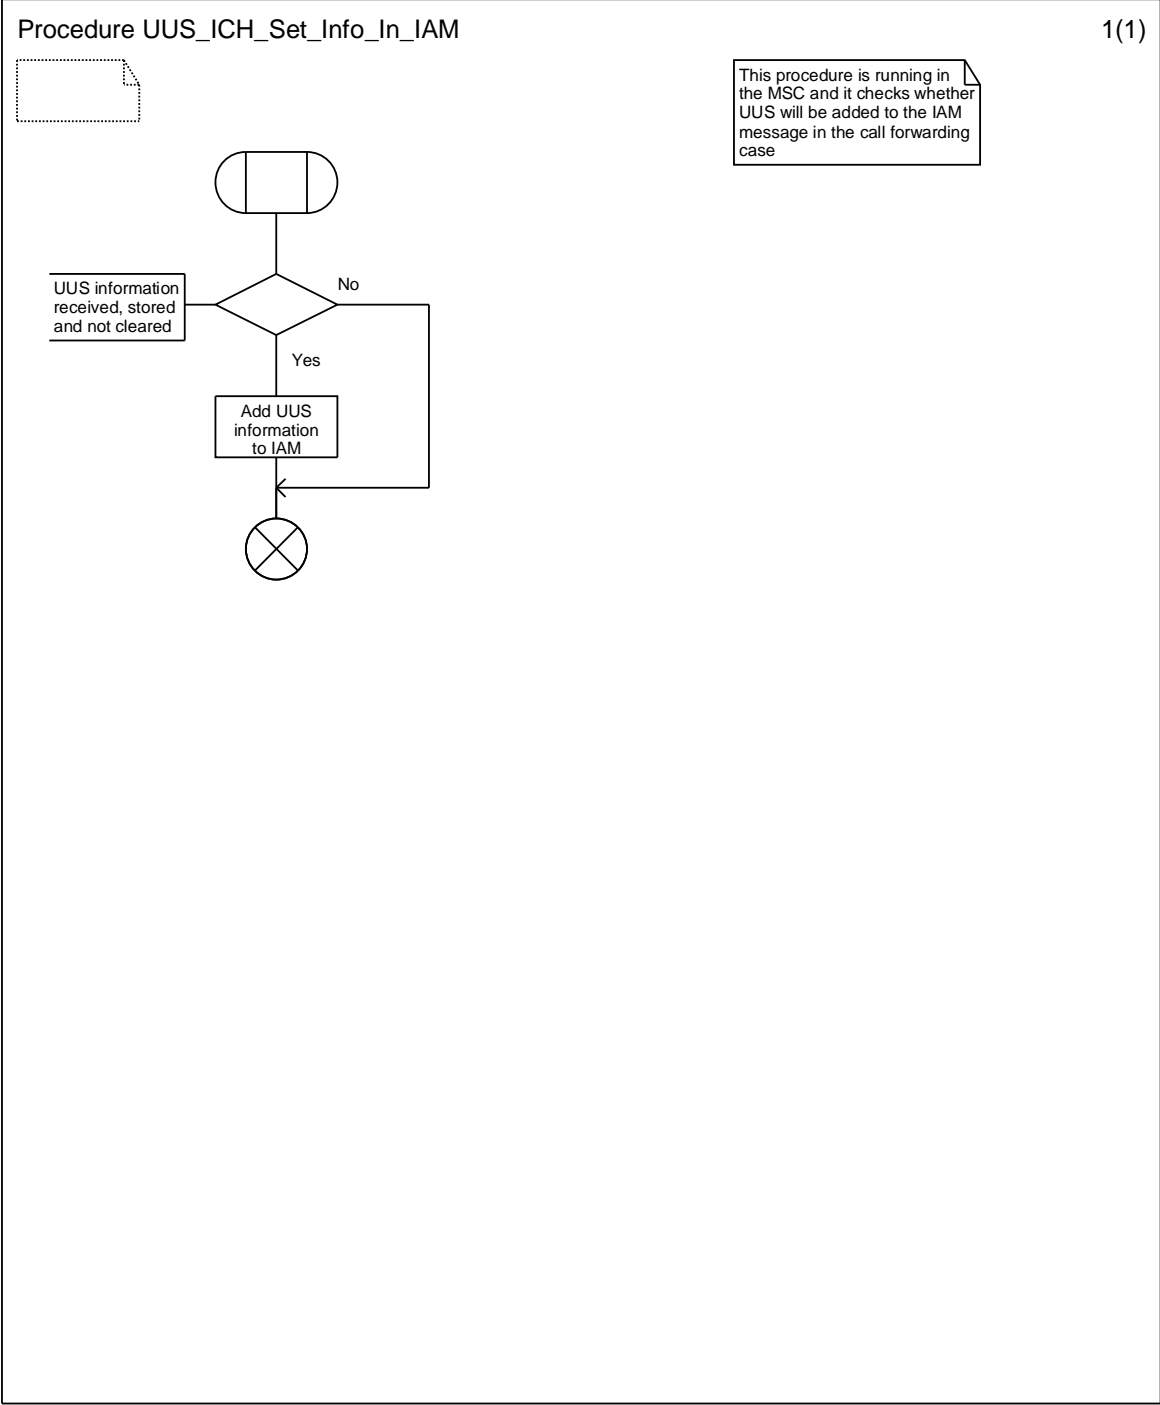 Procedure UUS_ICH_Set_Info_In_IAM
1(1)
This procedure is running in
the MSC and it checks whether
UUS will be added to the IAM
message in the call forwarding
case
UUS information
received, stored
and not cleared
No
Yes
Add UUS
information
to IAM